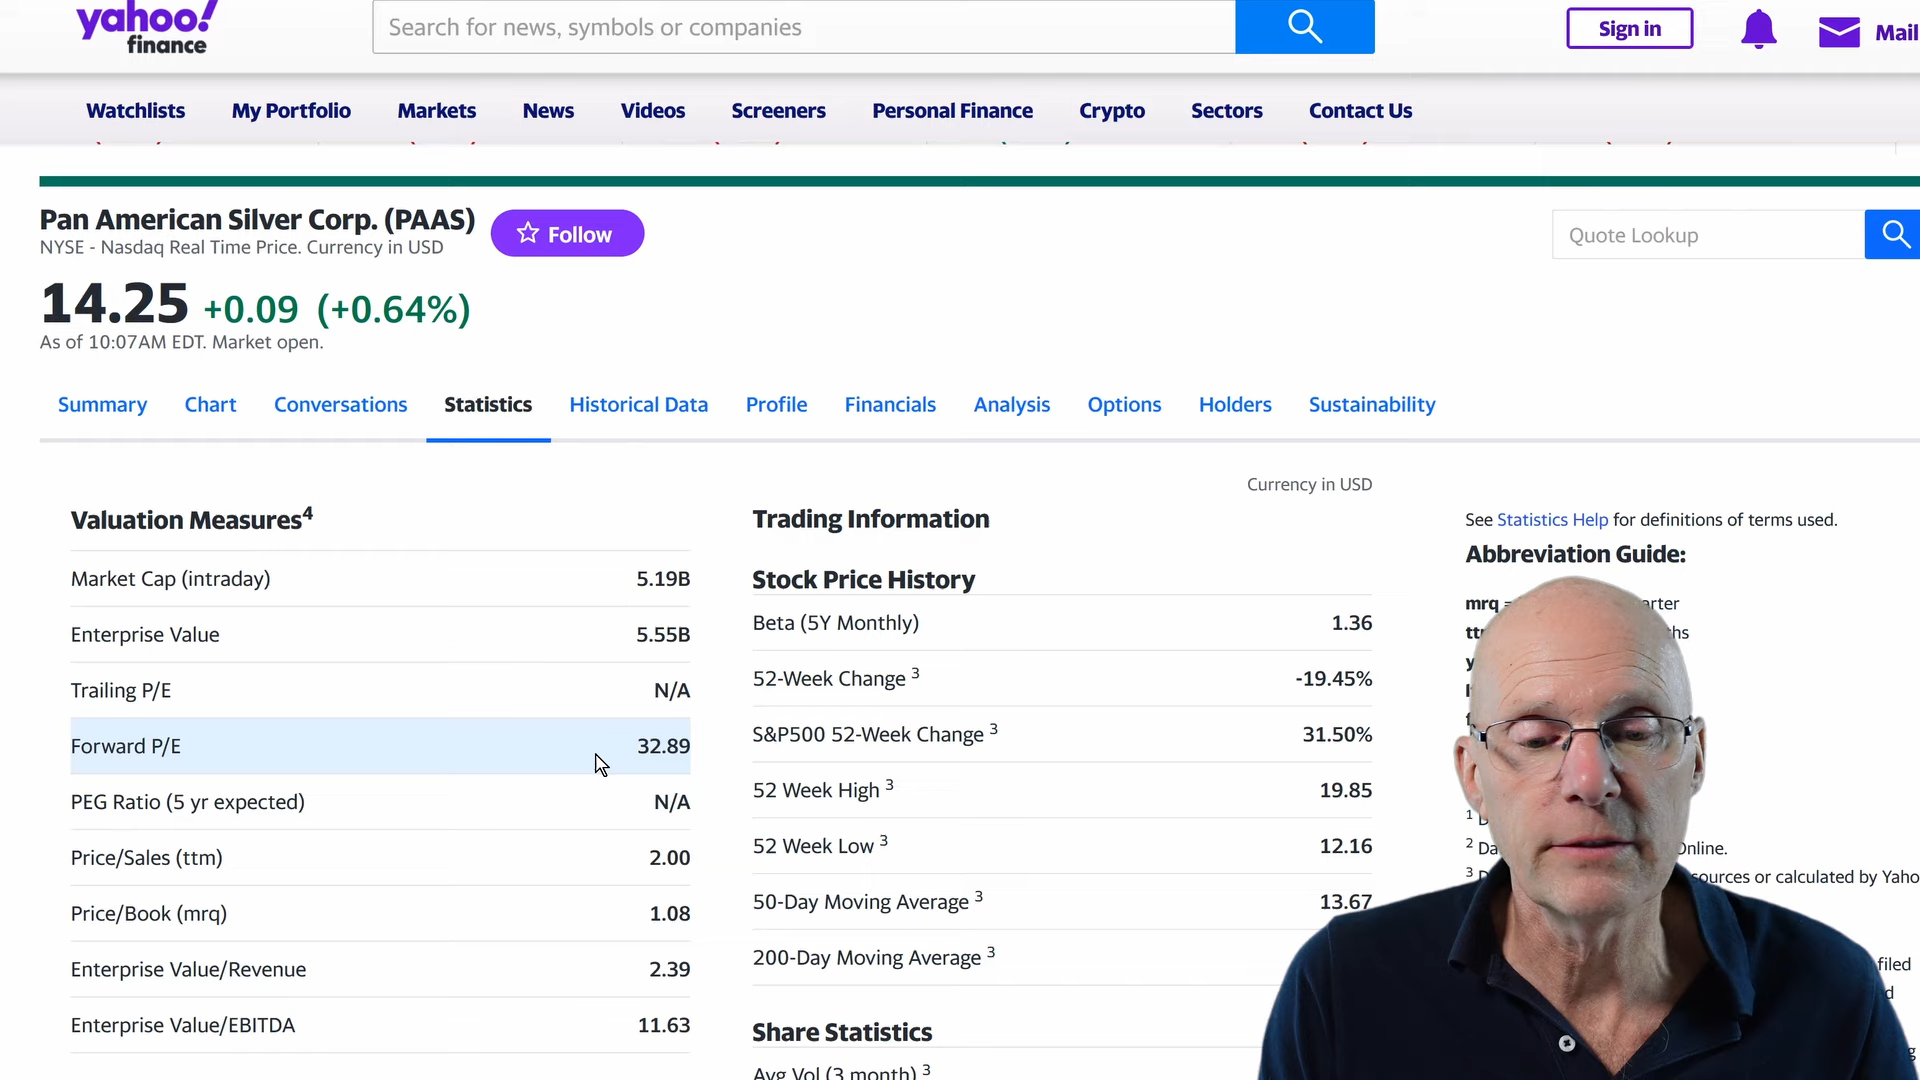 yahoo!
finance
Search for news, symbols or companies
Sign in
Mail
Watchlists My Portfolio Markets News Videos Screeners Personal Finance Crypto Sectors Contact Us
Pan American Silver Corp. (PAAS)
Follow
NYSE - Nasdaq Real Time Price. Currency in USD
Quote Lookup
14.25 +0.09 (+0.64%)
As of 10:07AM EDT. Market open.
Summary Chart Conversations Statistics Historical Data Profile Financials Analysis Options Holders Sustainability
Currency in USD
Valuation Measures4
Market Cap (intraday) 5.19B
Enterprise Value 5.55B
Trailing P/E N/A
Forward P/E 32.89
PEG Ratio (5 yr expected) N/A
Price/Sales (ttm) 2.00
Price/Book (mrq) 1.08
Enterprise Value/Revenue 2.39
Enterprise Value/EBITDA 11.63
Trading Information
Stock Price History
Beta (5Y Monthly) 1.36
52-Week Change 3 -19.45%
S&P500 52-Week Change 3 31.50%
52 Week High 3 19.85
52 Week Low 3 12.16
50-Day Moving Average 3 13.67
200-Day Moving Average 3
Share Statistics
Avg Vol (3 month) 3
See Statistics Help for definitions of terms used.
Abbreviation Guide:
mrq
2
3 sources or calculated by
filed